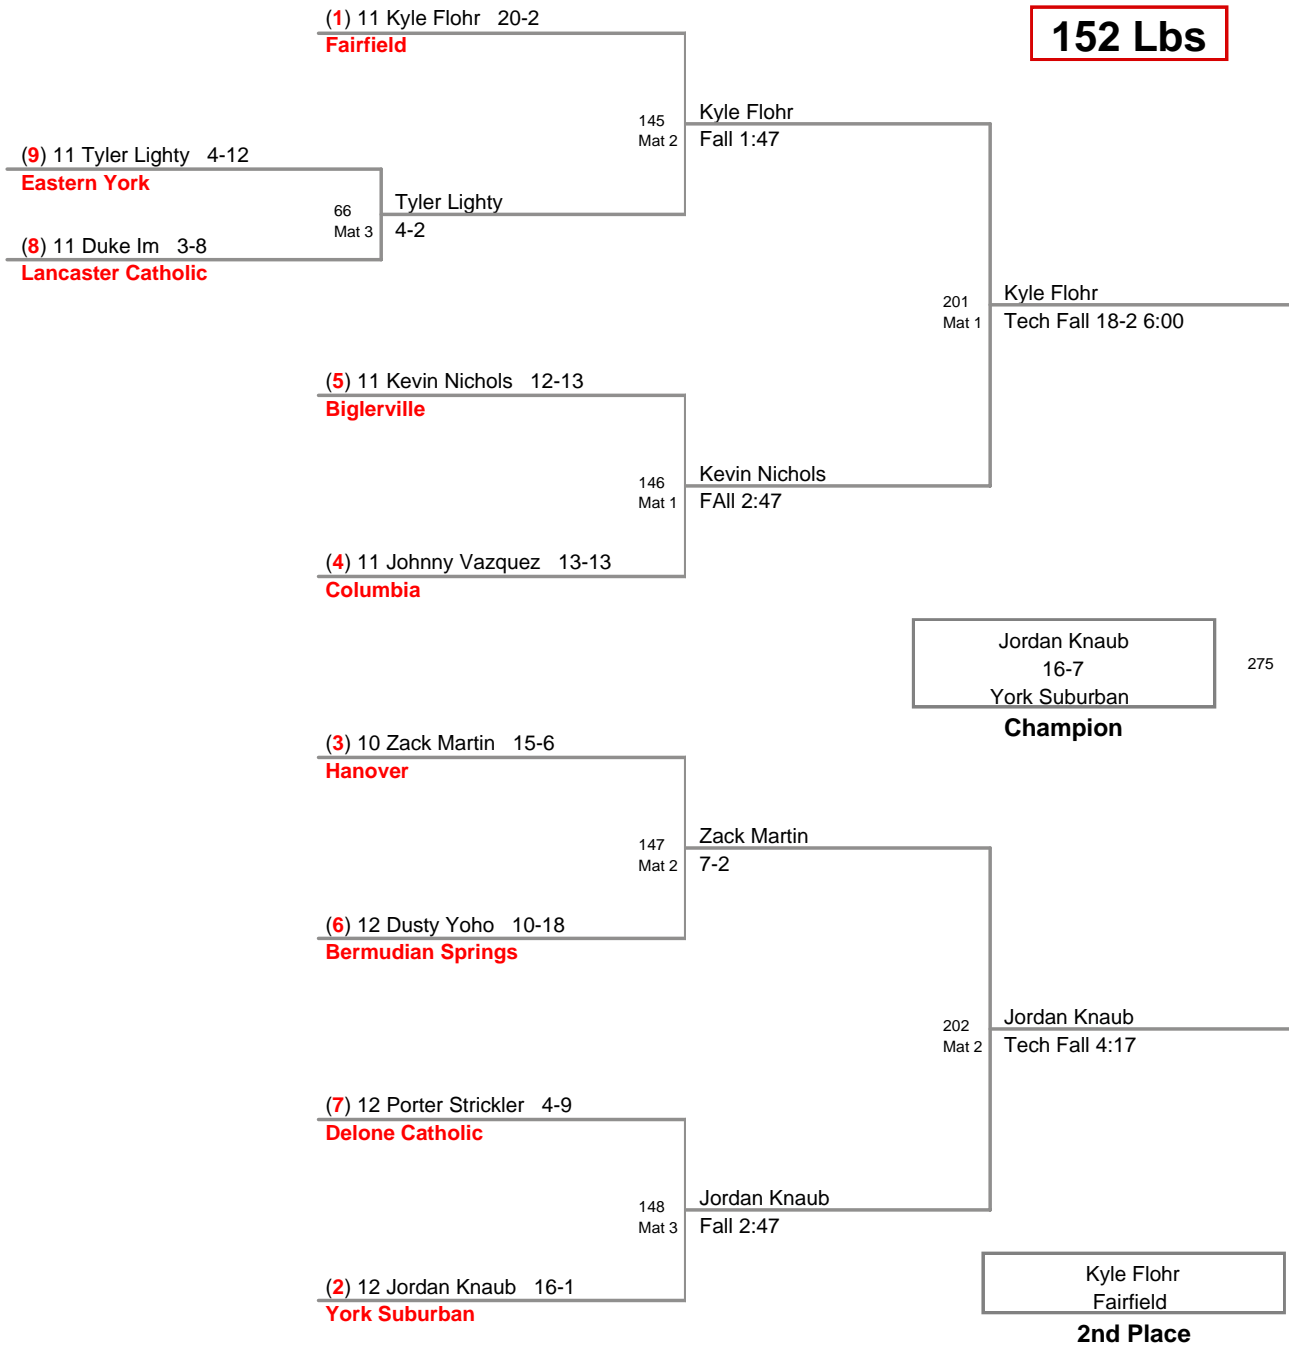 (1) 11 Kyle Flohr 20-2
Fairfield
152 Lbs
145
Mat 2
Kyle Flohr
Fall 1:47
(9) 11 Tyler Lighty 4-12
Eastern York
66
Mat 3
Tyler Lighty
4-2
(8) 11 Duke Im 3-8
Lancaster Catholic
201
Mat 1
Kyle Flohr
Tech Fall 18-2 6:00
(5) 11 Kevin Nichols 12-13
Biglerville
146
Mat 1
Kevin Nichols
FAll 2:47
(4) 11 Johnny Vazquez 13-13
Columbia
Jordan Knaub
16-7
York Suburban
Champion
275
(3) 10 Zack Martin 15-6
Hanover
147
Mat 2
Zack Martin
7-2
(6) 12 Dusty Yoho 10-18
Bermudian Springs
202
Mat 2
Jordan Knaub
Tech Fall 4:17
(7) 12 Porter Strickler 4-9
Delone Catholic
148
Mat 3
Jordan Knaub
Fall 2:47
(2) 12 Jordan Knaub 16-1
York Suburban
Kyle Flohr
Fairfield
2nd Place